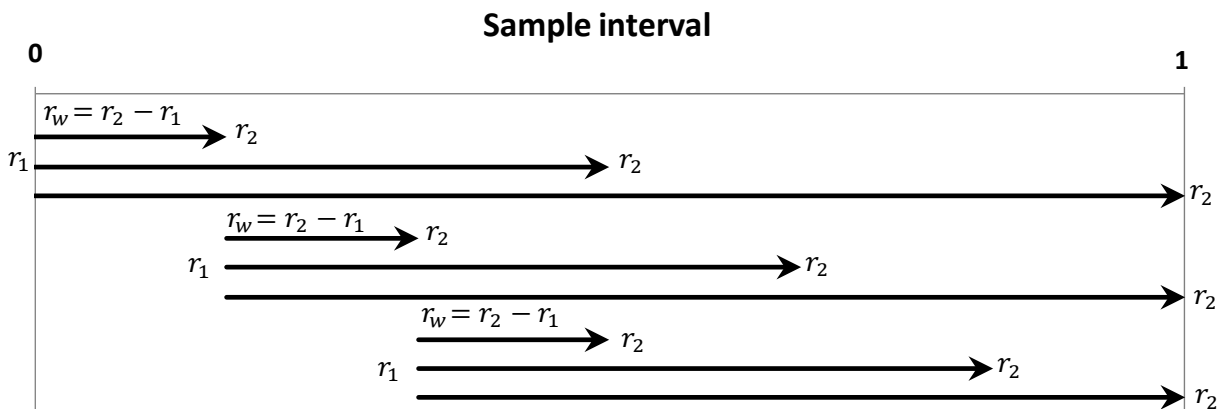 Sample interval
0 1
r_w = r_2 − r_1
r_2
r_1 r_2
r_2
r_w = r_2 − r_1 r_2
r_1 r_2
r_2
r_w = r_2 − r_1
r_2
r_1 r_2
r_2